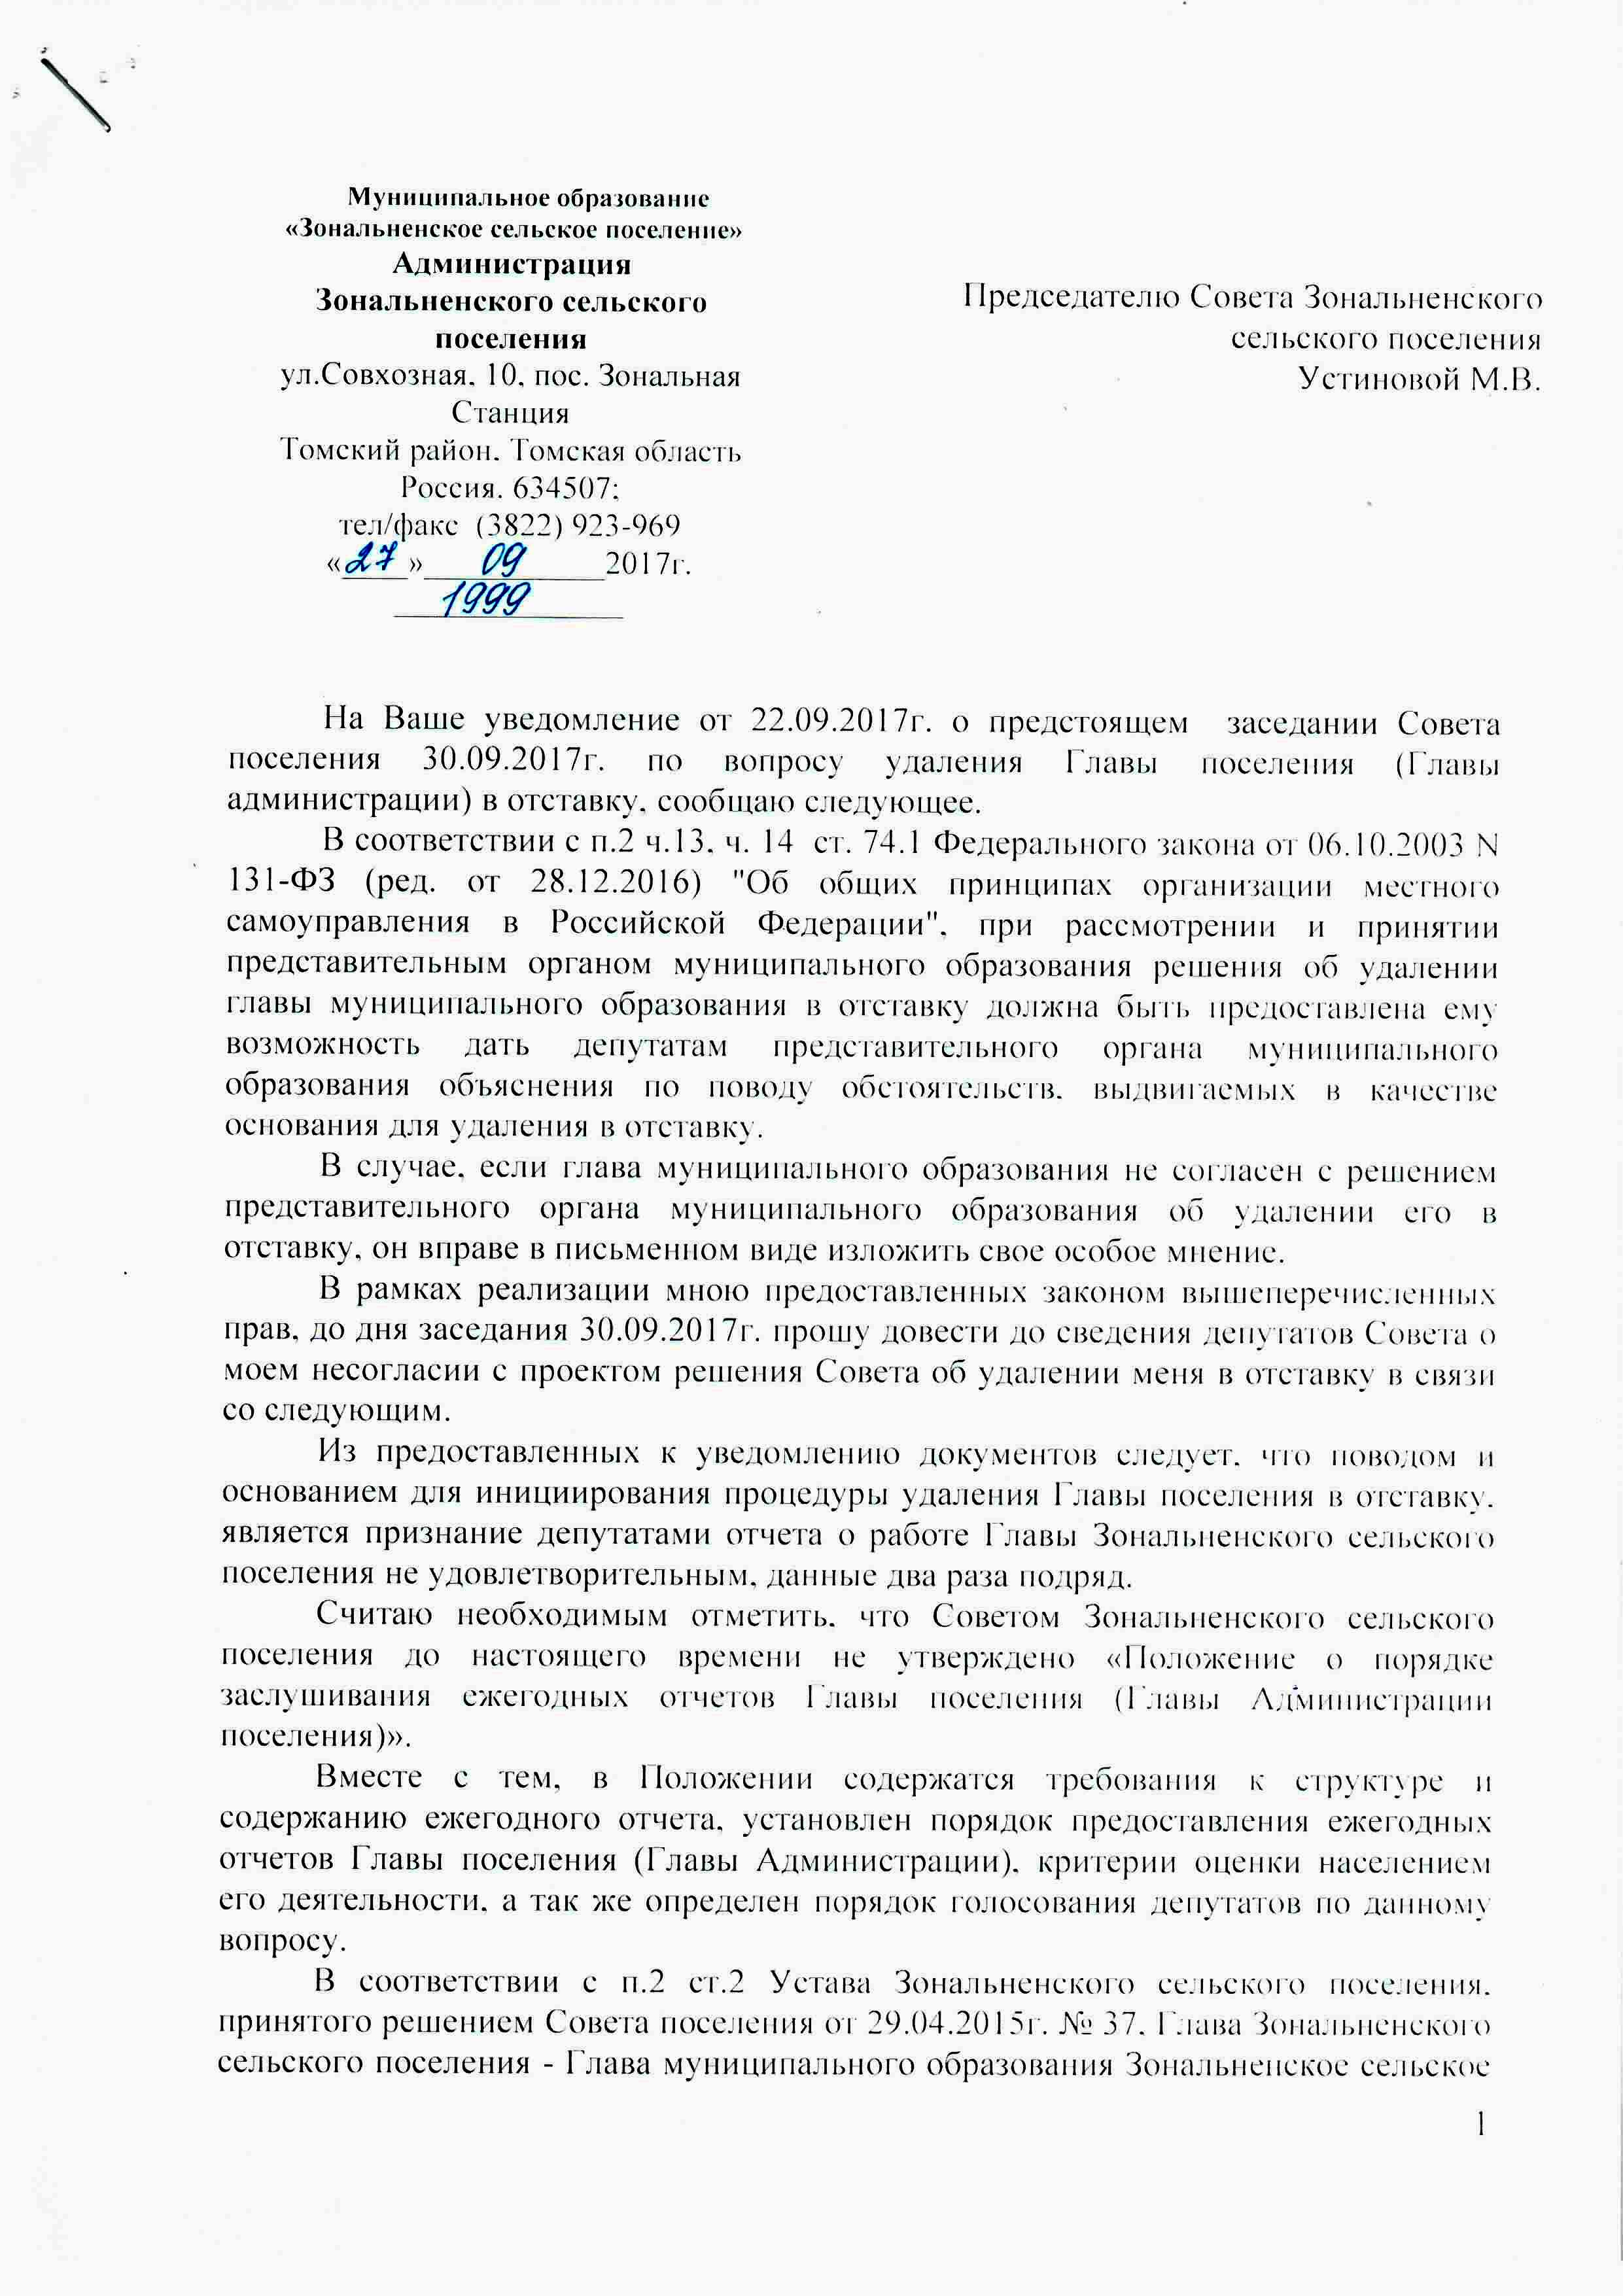 Муниципальное образование
«Зональненское сельское поселение»
Администрация
Зональненского сельского
поселения
ул.Совхозная, 10, пос. Зональная
Станция
Томский район, Томская область
Россия, 634507;
тел/факс (3822) 923-969
«27» 09 2017г.
1999
Председателю Совета Зональненского
сельского поселения
Устиновой М.В.
На Ваше уведомление от 22.09.2017г. о предстоящем заседании Совета
поселения 30.09.2017г. по вопросу удаления Главы поселения (Главы
администрации) в отставку, сообщаю следующее.
В соответствии с п.2 ч.13, ч. 14 ст. 74.1 Федерального закона от 06.10.2003 N
131-ФЗ (ред. от 28.12.2016) "Об общих принципах организации местного
самоуправления в Российской Федерации", при рассмотрении и принятии
представительным органом муниципального образования решения об удалении
главы муниципального образования в отставку должна быть предоставлена ему
возможность дать депутатам представительного органа муниципального
образования объяснения по поводу обстоятельств, выдвигаемых в качестве
основания для удаления в отставку.
В случае, если глава муниципального образования не согласен с решением
представительного органа муниципального образования об удалении его в
отставку, он вправе в письменном виде изложить свое особое мнение.
В рамках реализации мною предоставленных законом вышеперечисленных
прав, до дня заседания 30.09.2017г. прошу довести до сведения депутатов Совета о
моем несогласии с проектом решения Совета об удалении меня в отставку в связи
со следующим.
Из предоставленных к уведомлению документов следует, что поводом и
основанием для инициирования процедуры удаления Главы поселения в отставку,
является признание депутатами отчета о работе Главы Зональненского сельского
поселения не удовлетворительным, данные два раза подряд.
Считаю необходимым отметить, что Советом Зональненского сельского
поселения до настоящего времени не утверждено «Положение о порядке
заслушивания ежегодных отчетов Главы поселения (Главы Администрации
поселения)».
Вместе с тем, в Положении содержатся требования к структуре и
содержанию ежегодного отчета, установлен порядок предоставления ежегодных
отчетов Главы поселения (Главы Администрации), критерии оценки населением
его деятельности, а так же определен порядок голосования депутатов по данному
вопросу.
В соответствии с п.2 ст.2 Устава Зональненского сельского поселения,
принятого решением Совета поселения от 29.04.2015г. № 37, Глава Зональненского
сельского поселения - Глава муниципального образования Зональненское сельское
1